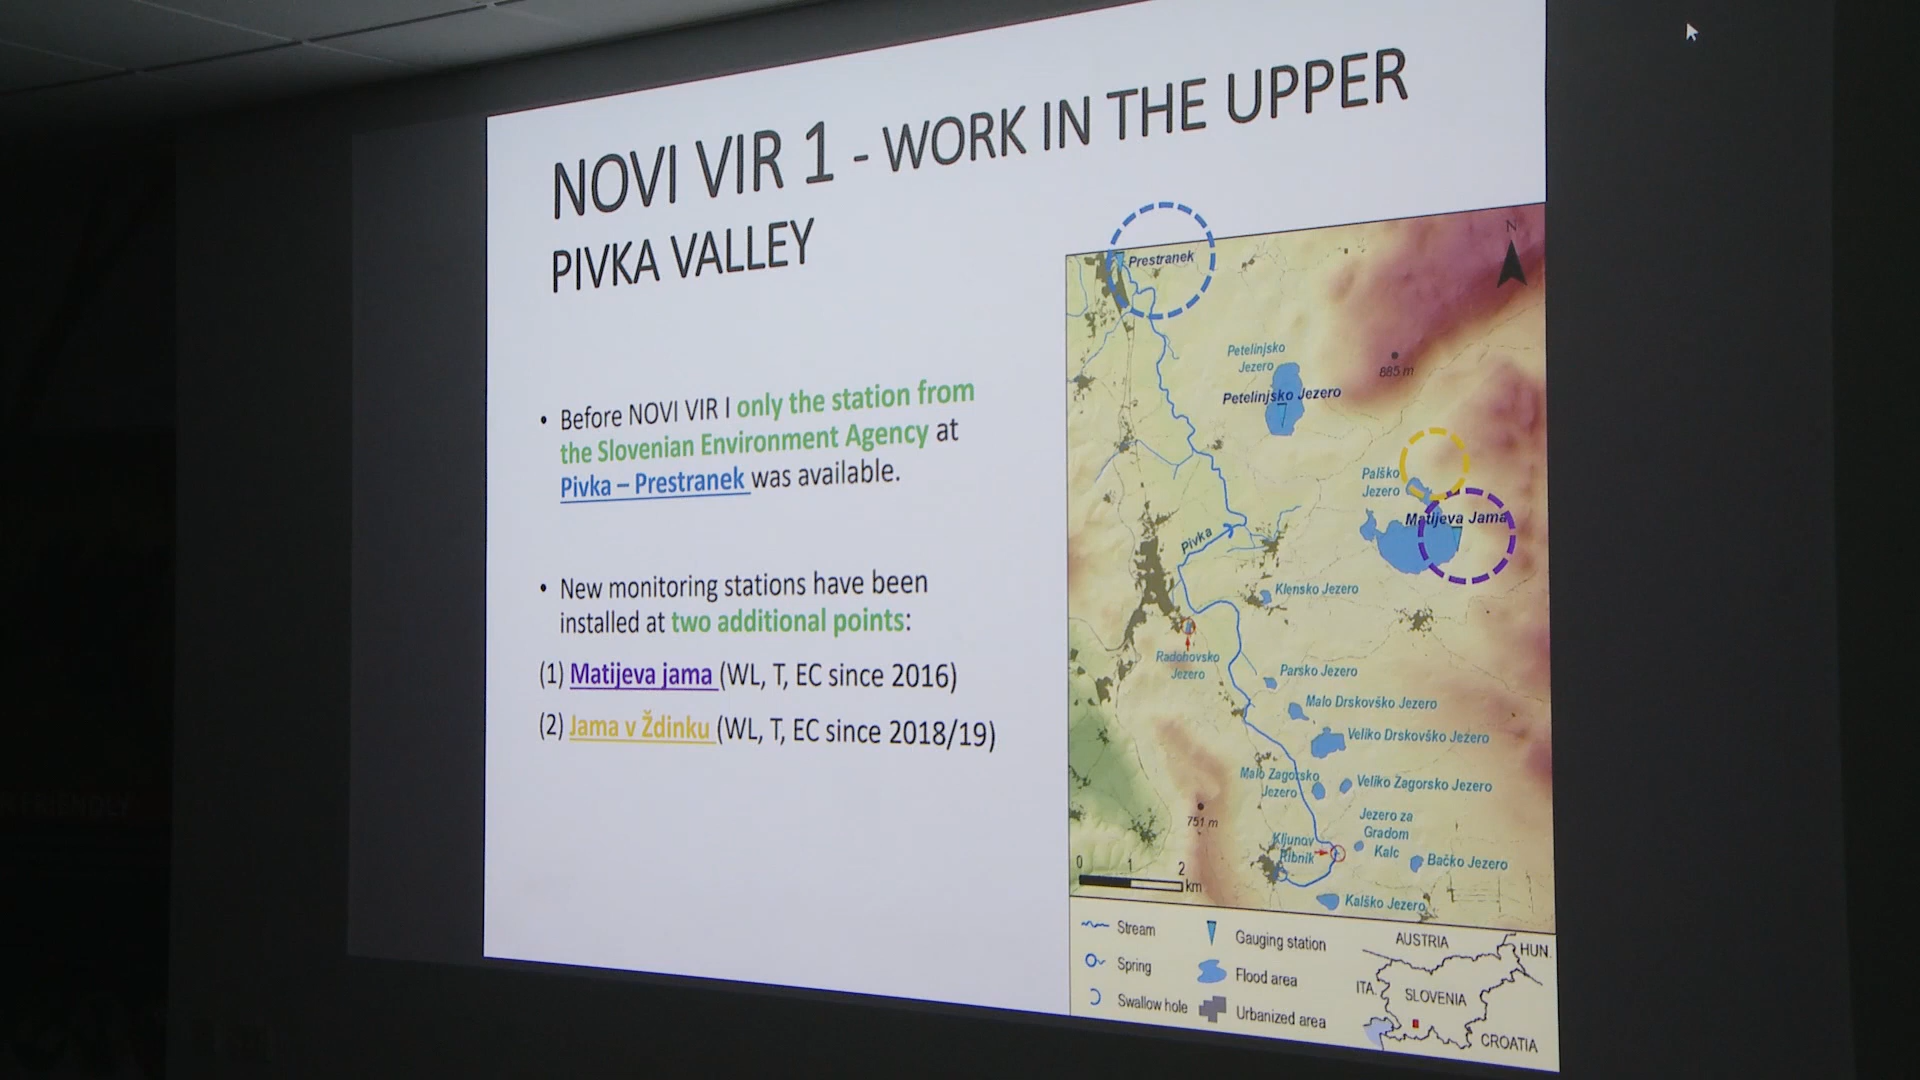 NOVI VIR 1 - WORK IN THE UPPER
PIVKA VALLEY
• Before NOVI VIR I only the station from
the Slovenian Environment Agency at
Pivka – Prestranek was available.
• New monitoring stations have been
installed at two additional points:
(1) Matijeva jama (WL, T, EC since 2016)
(2) Jama v Ždinku (WL, T, EC since 2018/19)
N
Prestranek
Petelinjsko
Jezero
885 m
Petelinjsko Jezero
Palško
Jezero
Matijeva Jama
Pivka
Klensko Jezero
Radohovsko
Jezero
Parsko Jezero
Malo Drskovško Jezero
Veliko Drskovško Jezero
Malo Zagorsko
Jezero
Veliko Zagorsko Jezero
751 m
Jezero za
Gradom
Kalc
Kljunov
Ribnik
Bačko Jezero
Kalško Jezero
0 1 2
km
Stream
Spring
Swallow hole
Gauging station
Flood area
Urbanized area
AUSTRIA
HUN.
ITA.
SLOVENIA
CROATIA